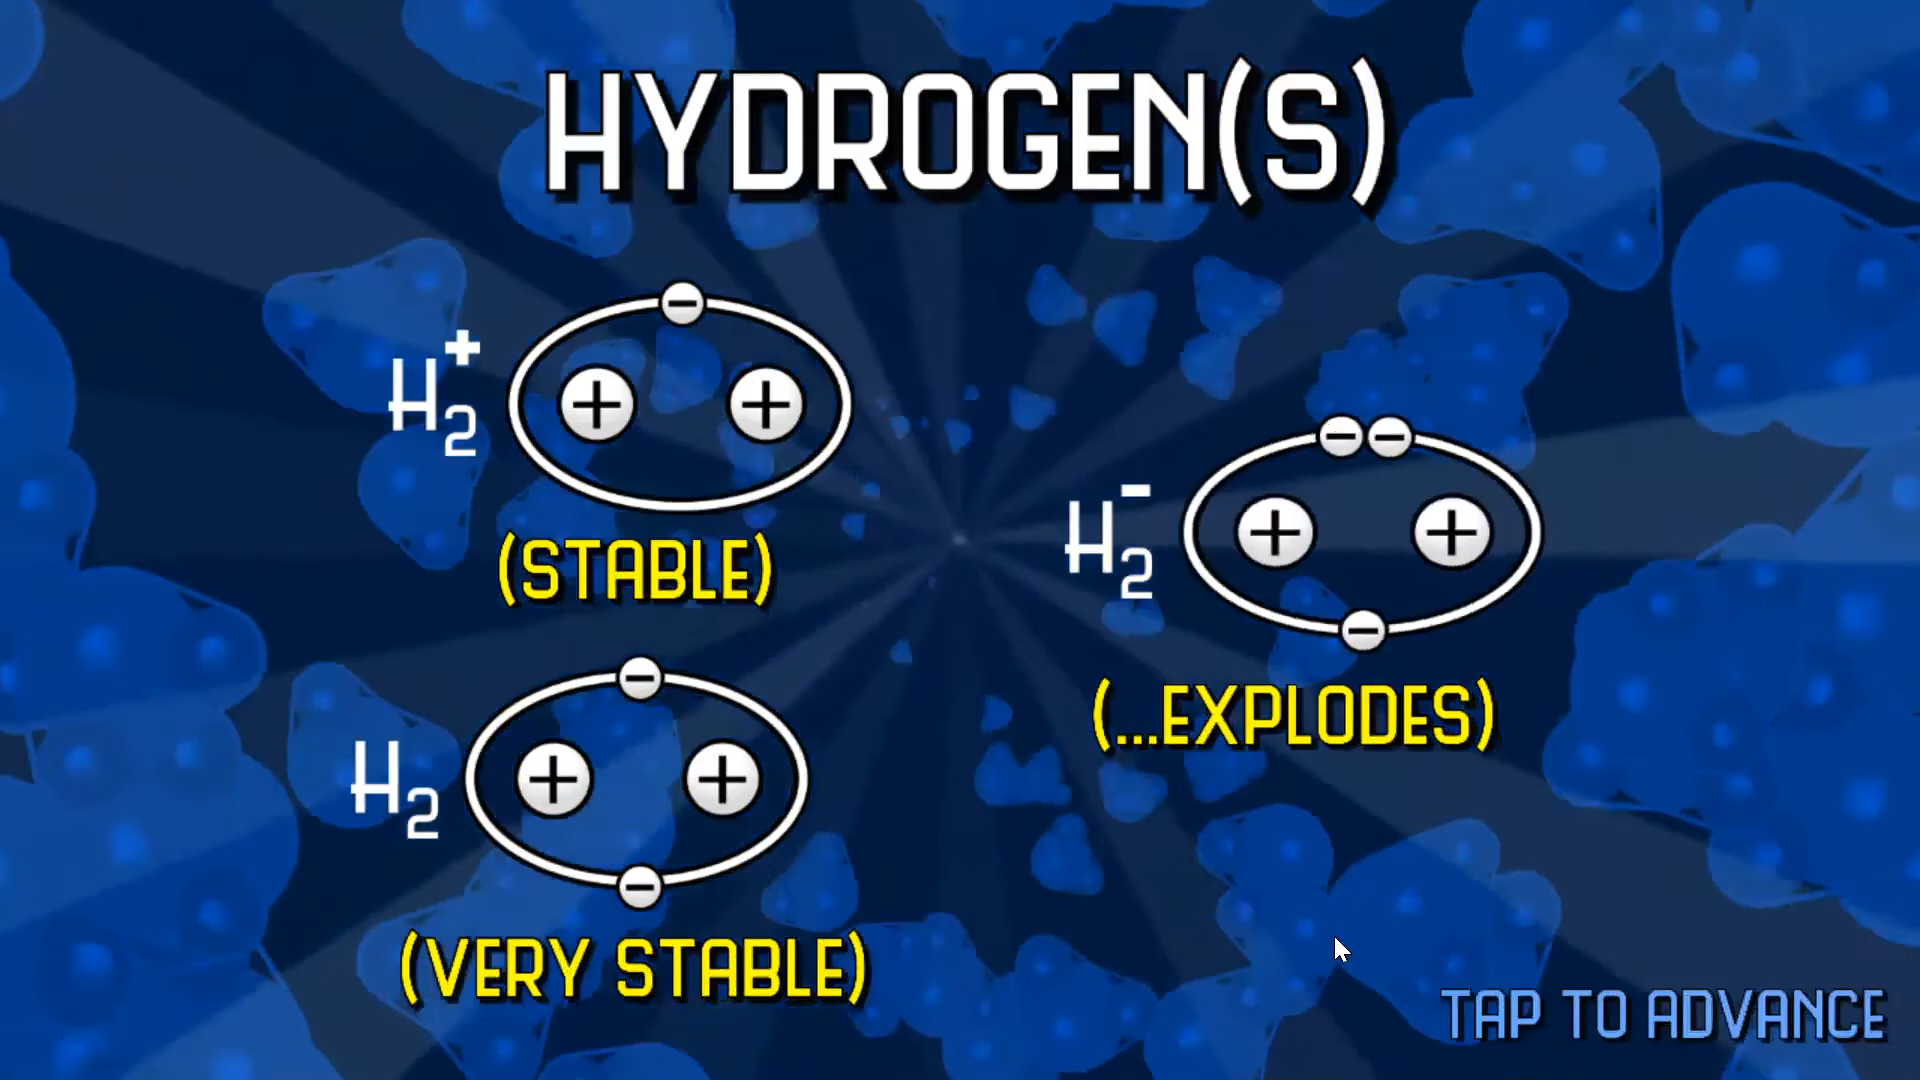 HYDROGEN(S)
H₂⁺
(STABLE)
H₂⁻
(...EXPLODES)
H₂
(VERY STABLE)
TAP TO ADVANCE